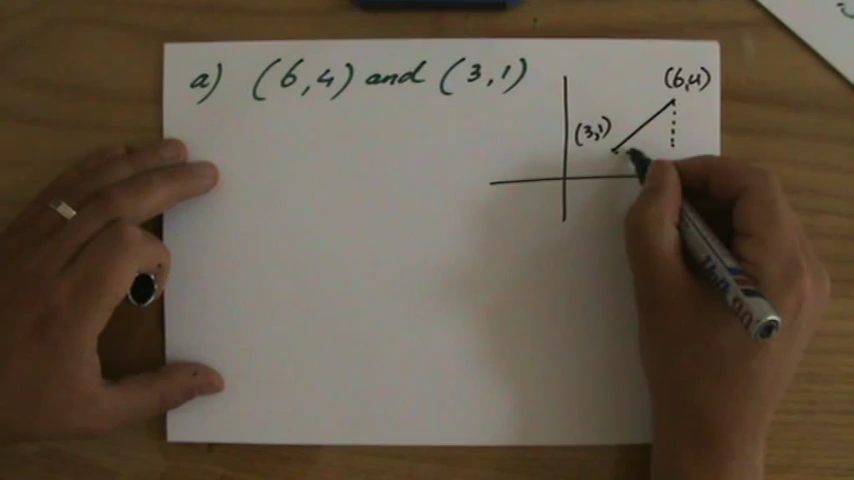 a) (6,4) and (3,1)
(6,4)
(3,1)